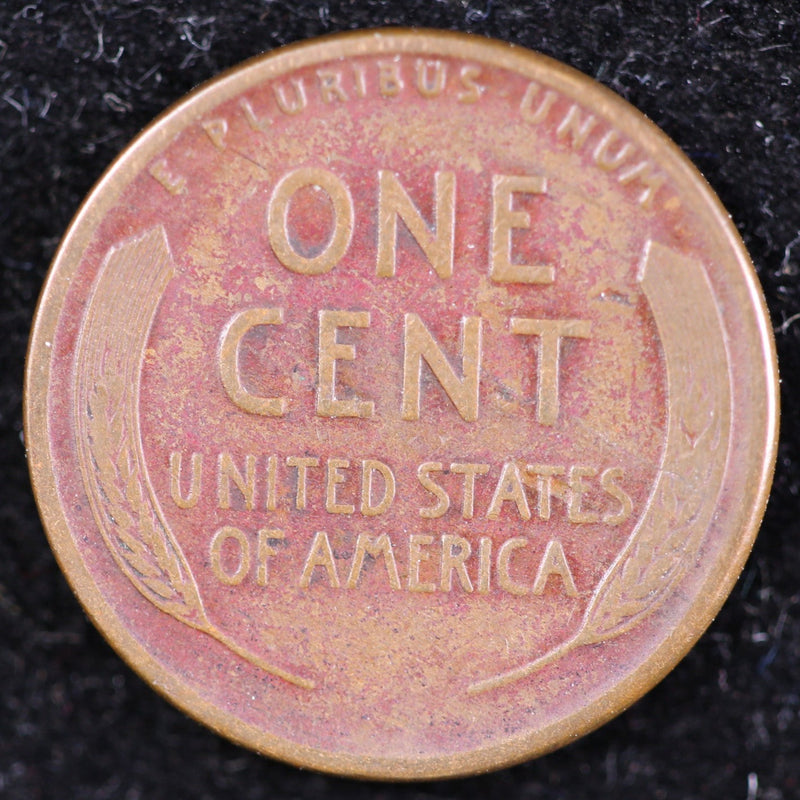 E PLURIBUS UNUM
ONE
CENT
UNITED STATES
OF AMERICA